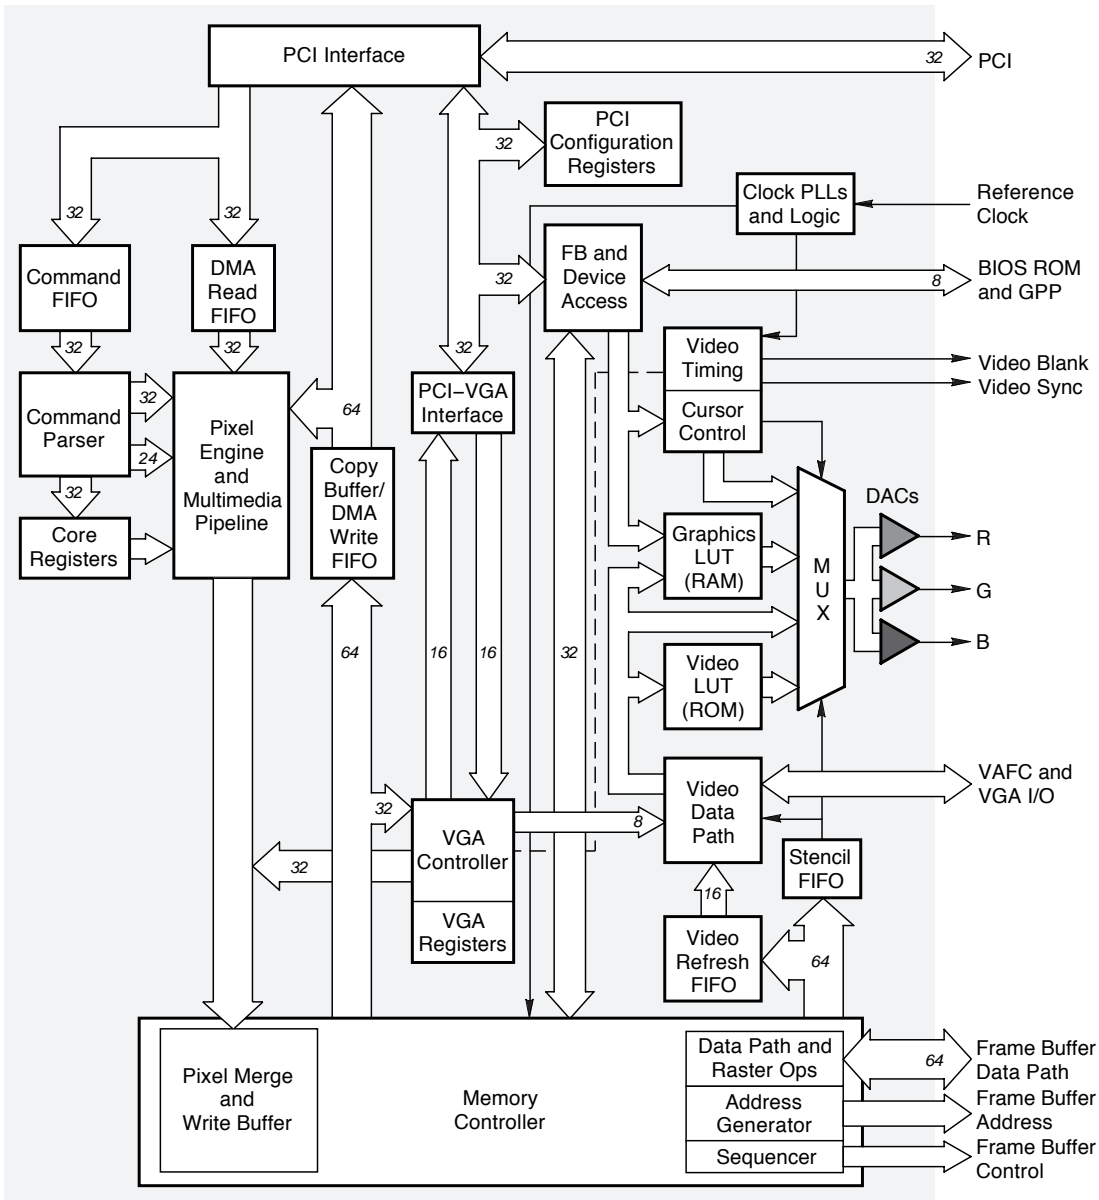 PCI Interface
32
PCI
PCI
Configuration
Registers
32
Clock PLLs
and Logic
Reference
Clock
32
32
Command
FIFO
DMA
Read
FIFO
FB and
Device
Access
32
8
BIOS ROM
and GPP
32
32
32
Video
Timing
Video Blank
Video Sync
Command
Parser
32
24
32
Pixel
Engine
and
Multimedia
Pipeline
64
PCI–VGA
Interface
Cursor
Control
Copy
Buffer/
DMA
Write
FIFO
Core
Registers
Graphics
LUT
(RAM)
MUX
DACs
R
G
B
64
16
16
32
Video
LUT
(ROM)
Video
Data
Path
VAFC and
VGA I/O
32
8
VGA
Controller
32
VGA
Registers
Stencil
FIFO
16
Video
Refresh
FIFO
64
Pixel Merge
and
Write Buffer
Memory
Controller
Data Path and
Raster Ops
64
Frame Buffer
Data Path
Address
Generator
Frame Buffer
Address
Sequencer
Frame Buffer
Control